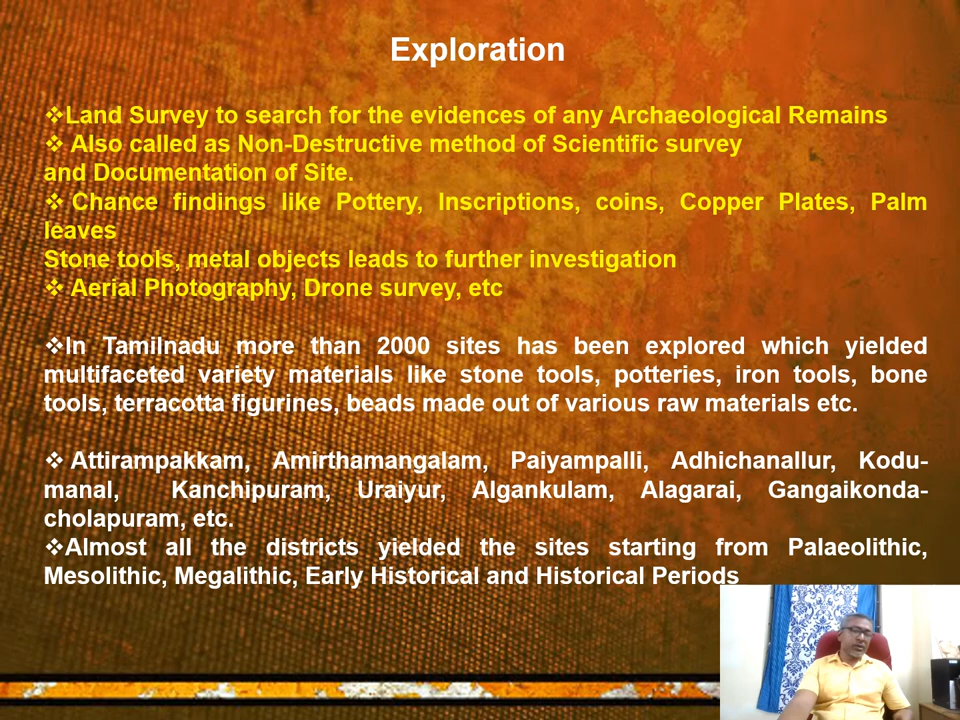 Exploration
❖Land Survey to search for the evidences of any Archaeological Remains
❖ Also called as Non-Destructive method of Scientific survey
and Documentation of Site.
❖ Chance findings like Pottery, Inscriptions, coins, Copper Plates, Palm
leaves
Stone tools, metal objects leads to further investigation
❖ Aerial Photography, Drone survey, etc
❖In Tamilnadu more than 2000 sites has been explored which yielded
multifaceted variety materials like stone tools, potteries, iron tools, bone
tools, terracotta figurines, beads made out of various raw materials etc.
❖ Attirampakkam, Amirthamangalam, Paiyampalli, Adhichanallur, Kodu-
manal, Kanchipuram, Uraiyur, Algankulam, Alagarai, Gangaikonda-
cholapuram, etc.
❖Almost all the districts yielded the sites starting from Palaeolithic,
Mesolithic, Megalithic, Early Historical and Historical Periods